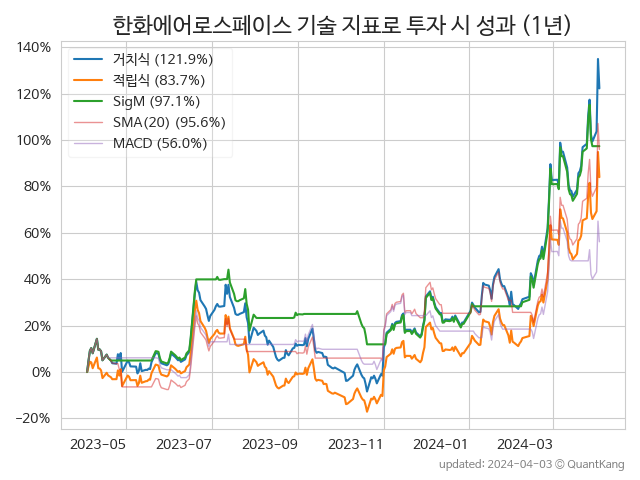 한화에어로스페이스 기술 지표로 투자 시 성과 (1년)
140%
120%
100%
80%
60%
40%
20%
0%
−20%
거치식 (121.9%)
적립식 (83.7%)
SigM (97.1%)
SMA(20) (95.6%)
MACD (56.0%)
2023-05
2023-07
2023-09
2023-11
2024-01
2024-03
updated: 2024-04-03 ⓒ QuantKang